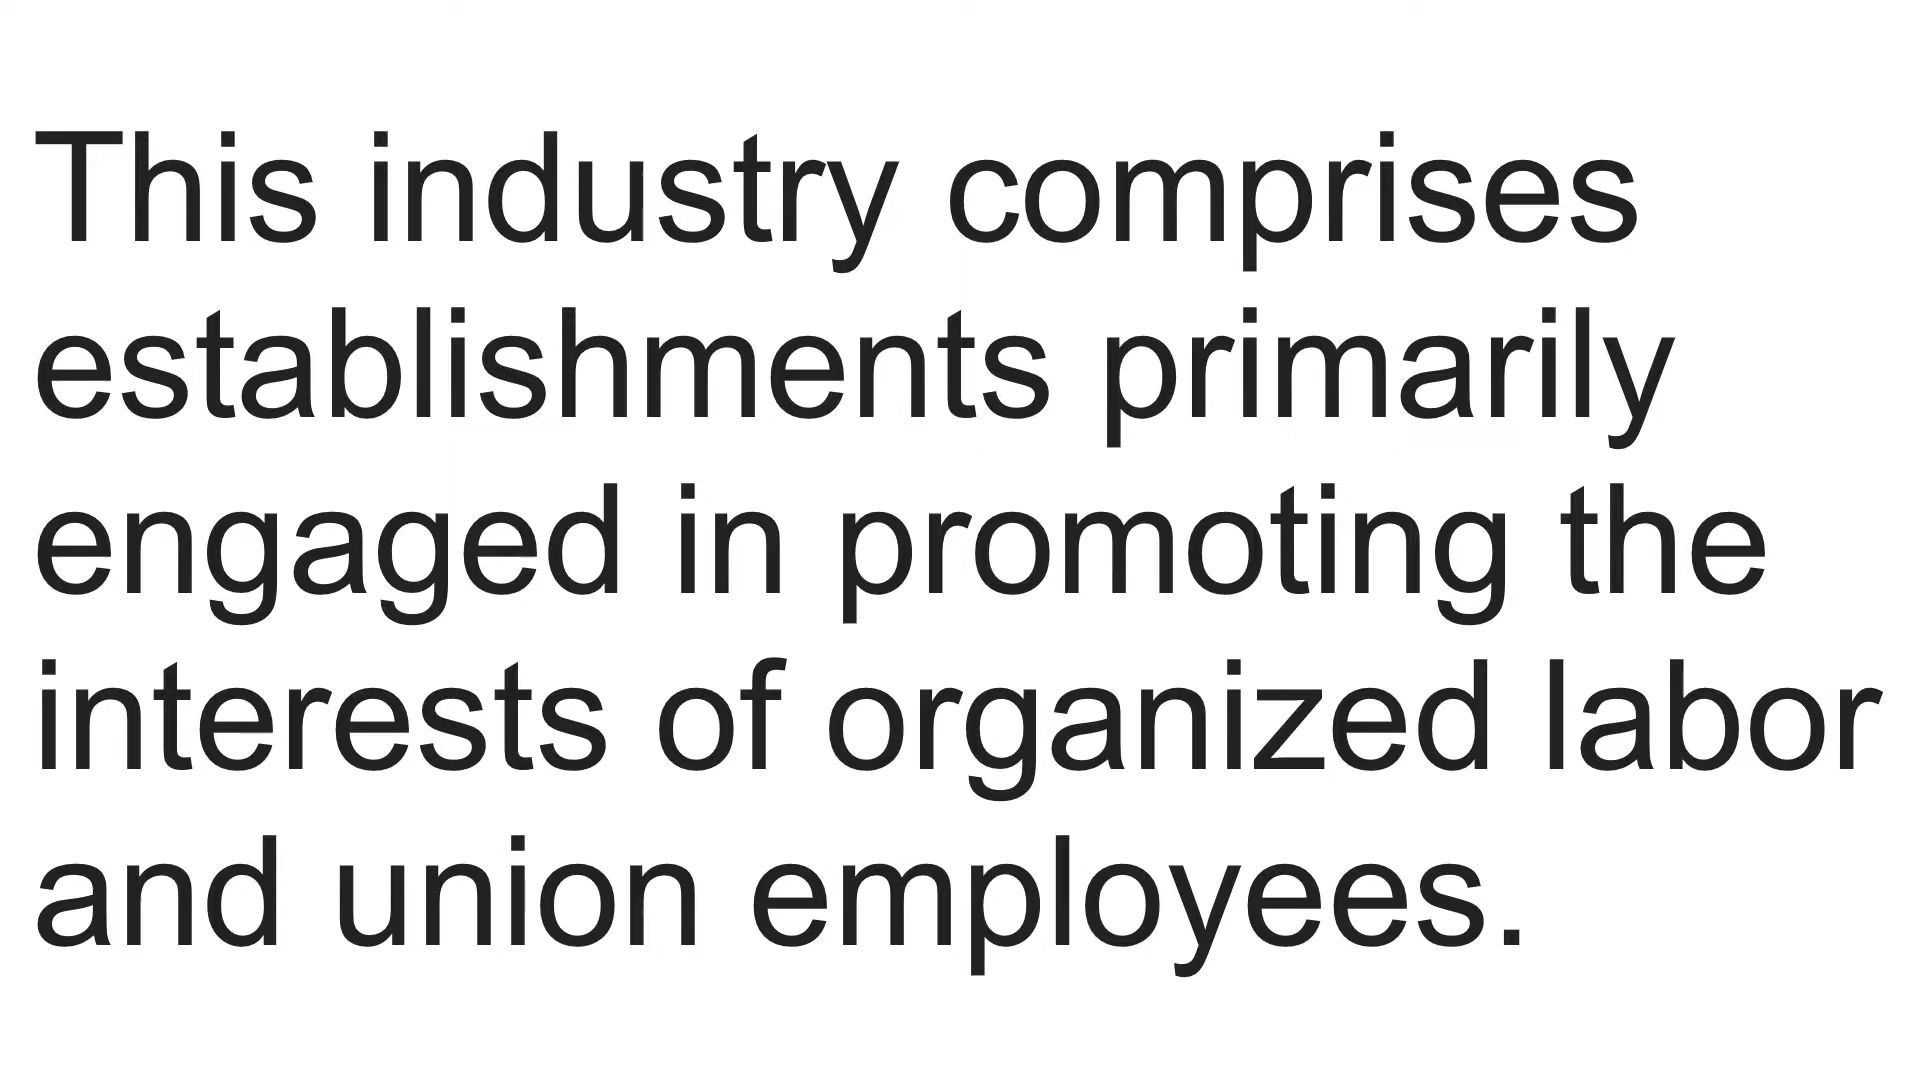 This industry comprises
establishments primarily
engaged in promoting the
interests of organized labor
and union employees.